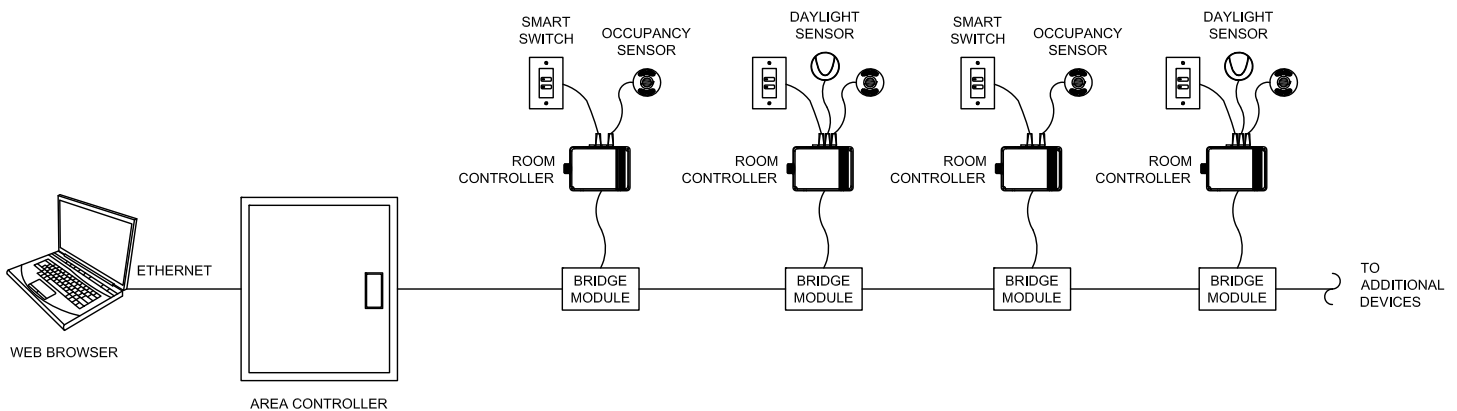 SMART
SWITCH
OCCUPANCY
SENSOR
DAYLIGHT
SENSOR
SMART
SWITCH
OCCUPANCY
SENSOR
DAYLIGHT
SENSOR
ROOM
CONTROLLER
ROOM
CONTROLLER
ROOM
CONTROLLER
ROOM
CONTROLLER
ETHERNET
BRIDGE
MODULE
BRIDGE
MODULE
BRIDGE
MODULE
BRIDGE
MODULE
TO
ADDITIONAL
DEVICES
WEB BROWSER
AREA CONTROLLER